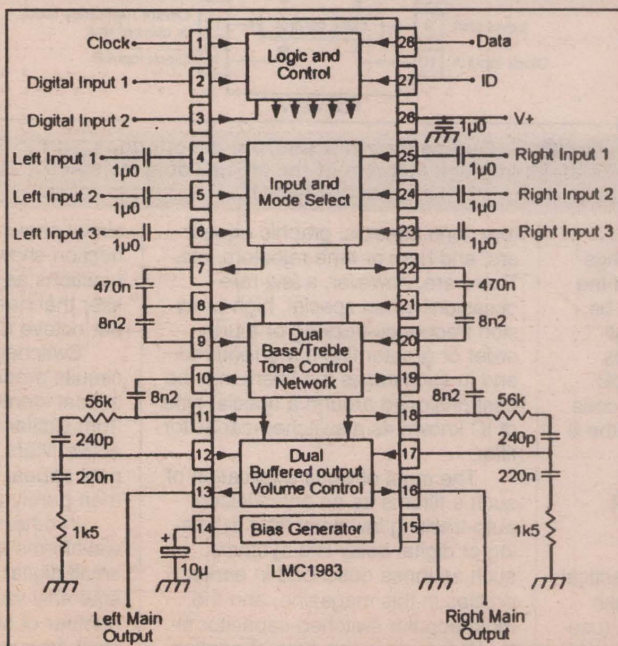 Clock
1
Logic and
Control
28
Data
Digital Input 1
2
27
ID
Digital Input 2
3
26
V+
1µ0
Left Input 1
1µ0
4
Input and
Mode Select
25
1µ0
Right Input 1
Left Input 2
1µ0
5
24
1µ0
Right Input 2
Left Input 3
1µ0
6
23
1µ0
Right Input 3
7
22
470n
470n
8
21
8n2
8n2
9
Dual
Bass/Treble
Tone Control
Network
20
10
19
8n2
8n2
56k
56k
11
18
240p
12
17
240p
220n
Dual
Buffered output
Volume Control
220n
13
16
1k5
14
Bias Generator
15
1k5
10µ
LMC1983
Left Main
Output
Right Main
Output